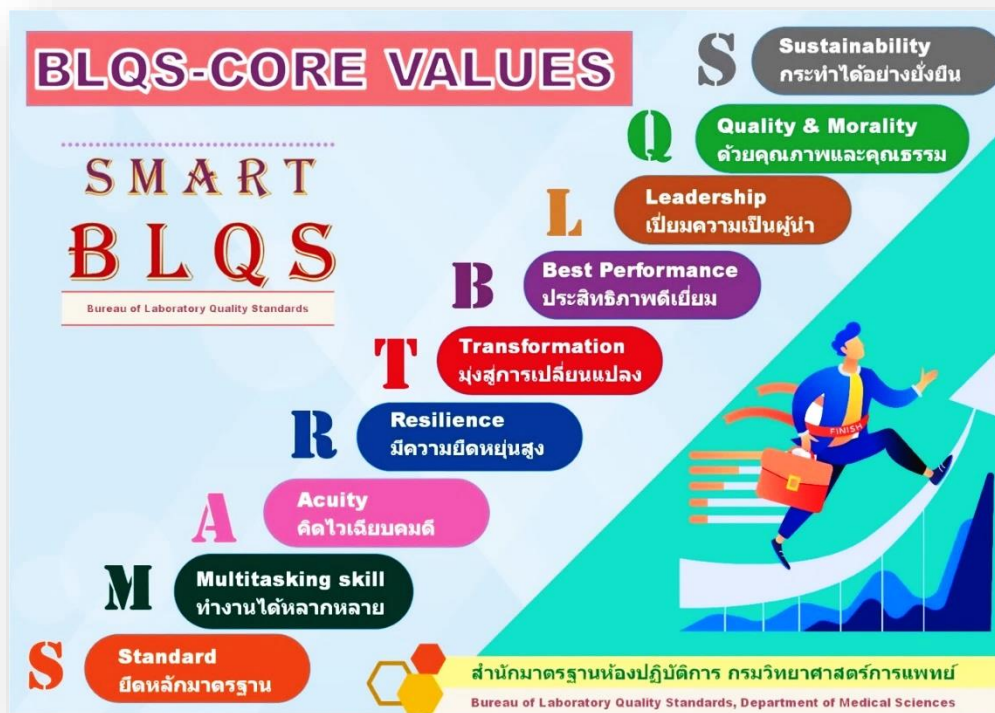 BLQS-CORE VALUES
SMART
BLQS
Bureau of Laboratory Quality Standards
S
Sustainability
กระทำได้อย่างยั่งยืน
Q
Quality & Morality
ด้วยคุณภาพและคุณธรรม
L
Leadership
เปี่ยมความเป็นผู้นำ
B
Best Performance
ประสิทธิภาพดีเยี่ยม
T
Transformation
มุ่งสู่การเปลี่ยนแปลง
R
Resilience
มีความยืดหยุ่นสูง
A
Acuity
คิดไวเฉียบคมดี
M
Multitasking skill
ทำงานได้หลากหลาย
S
Standard
ยึดหลักมาตรฐาน
FINISH
สำนักมาตรฐานห้องปฏิบัติการ กรมวิทยาศาสตร์การแพทย์
Bureau of Laboratory Quality Standards, Department of Medical Sciences